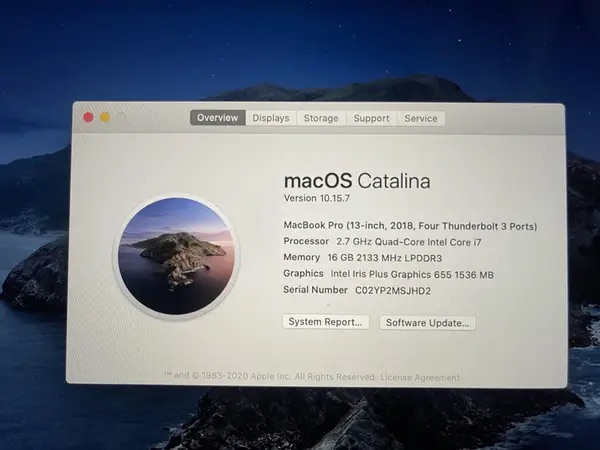 Overview Displays Storage Support Service
macOS Catalina
Version 10.15.7
MacBook Pro (13-inch, 2018, Four Thunderbolt 3 Ports)
Processor 2.7 GHz Quad-Core Intel Core i7
Memory 16 GB 2133 MHz LPDDR3
Graphics Intel Iris Plus Graphics 655 1536 MB
Serial Number C02YP2MSJHD2
System Report... Software Update...
™ and © 1983-2020 Apple Inc. All Rights Reserved. License Agreement